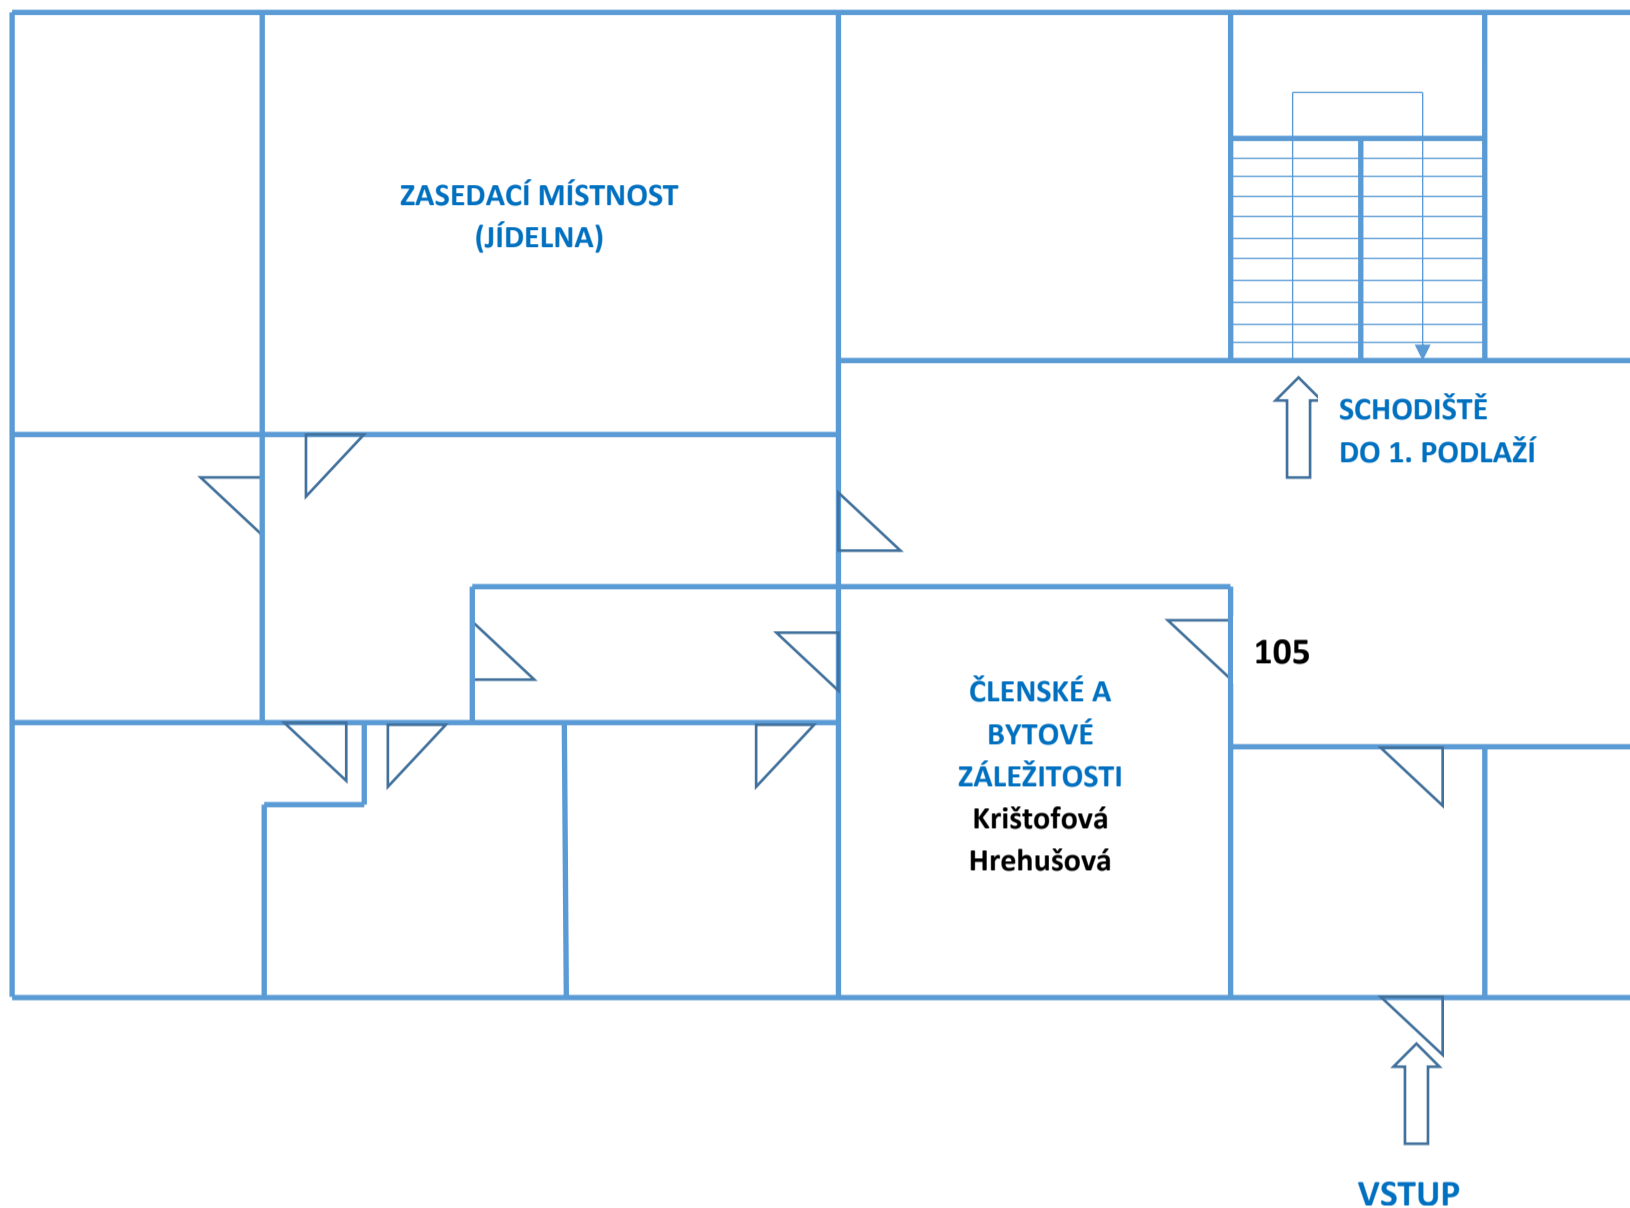 ZASEDACÍ MÍSTNOST
(JÍDELNA)
SCHODIŠTĚ
DO 1. PODLAŽÍ
105
ČLENSKÉ A
BYTOVÉ
ZÁLEŽITOSTI
Krištofová
Hrehušová
VSTUP